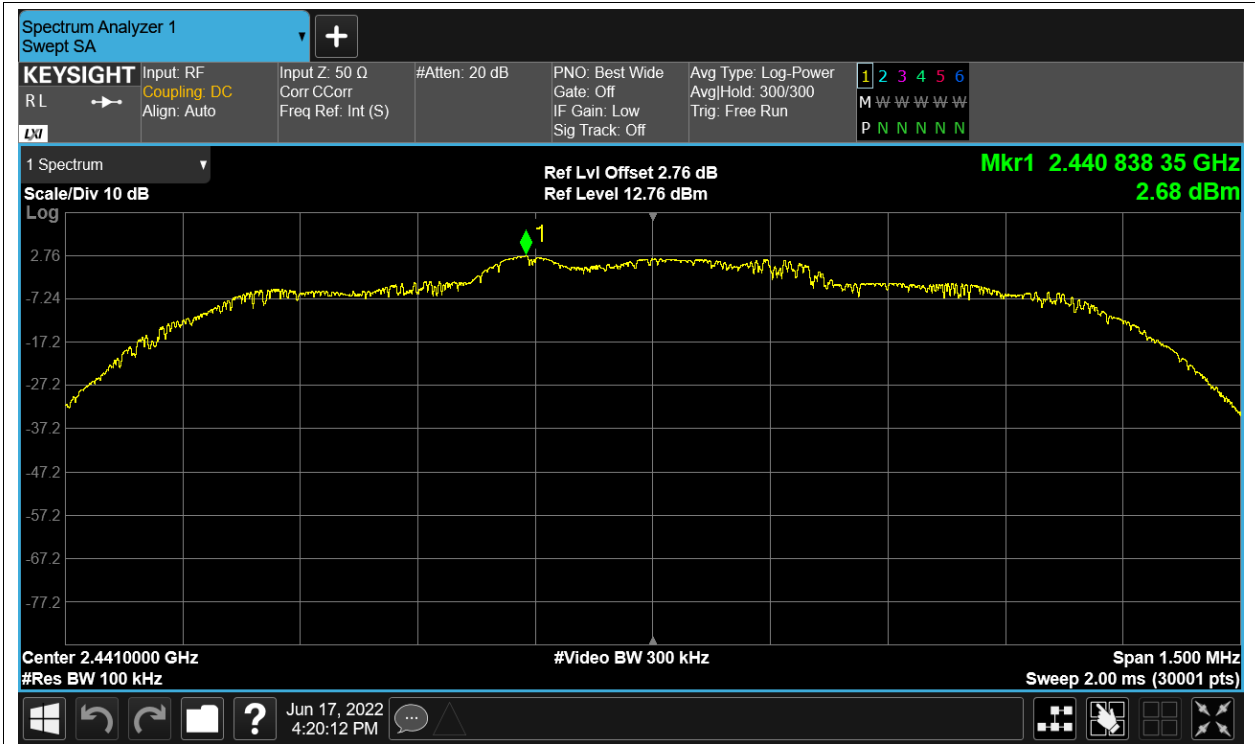 Spectrum Analyzer 1
Swept SA
KEYSIGHT
R L
LXI
Input: RF
Coupling: DC
Align: Auto
Input Z: 50 Ω
Corr CCorr
Freq Ref: Int (S)
#Atten: 20 dB
PNO: Best Wide
Gate: Off
IF Gain: Low
Sig Track: Off
Avg Type: Log-Power
Avg|Hold: 300/300
Trig: Free Run
1 2 3 4 5 6
M W W W W W
P N N N N N
1 Spectrum
Scale/Div 10 dB
Log
Ref Lvl Offset 2.76 dB
Ref Level 12.76 dBm
Mkr1 2.440 838 35 GHz
2.68 dBm
1
2.76
-7.24
-17.2
-27.2
-37.2
-47.2
-57.2
-67.2
-77.2
Center 2.4410000 GHz
#Res BW 100 kHz
#Video BW 300 kHz
Span 1.500 MHz
Sweep 2.00 ms (30001 pts)
?
Jun 17, 2022
4:20:12 PM